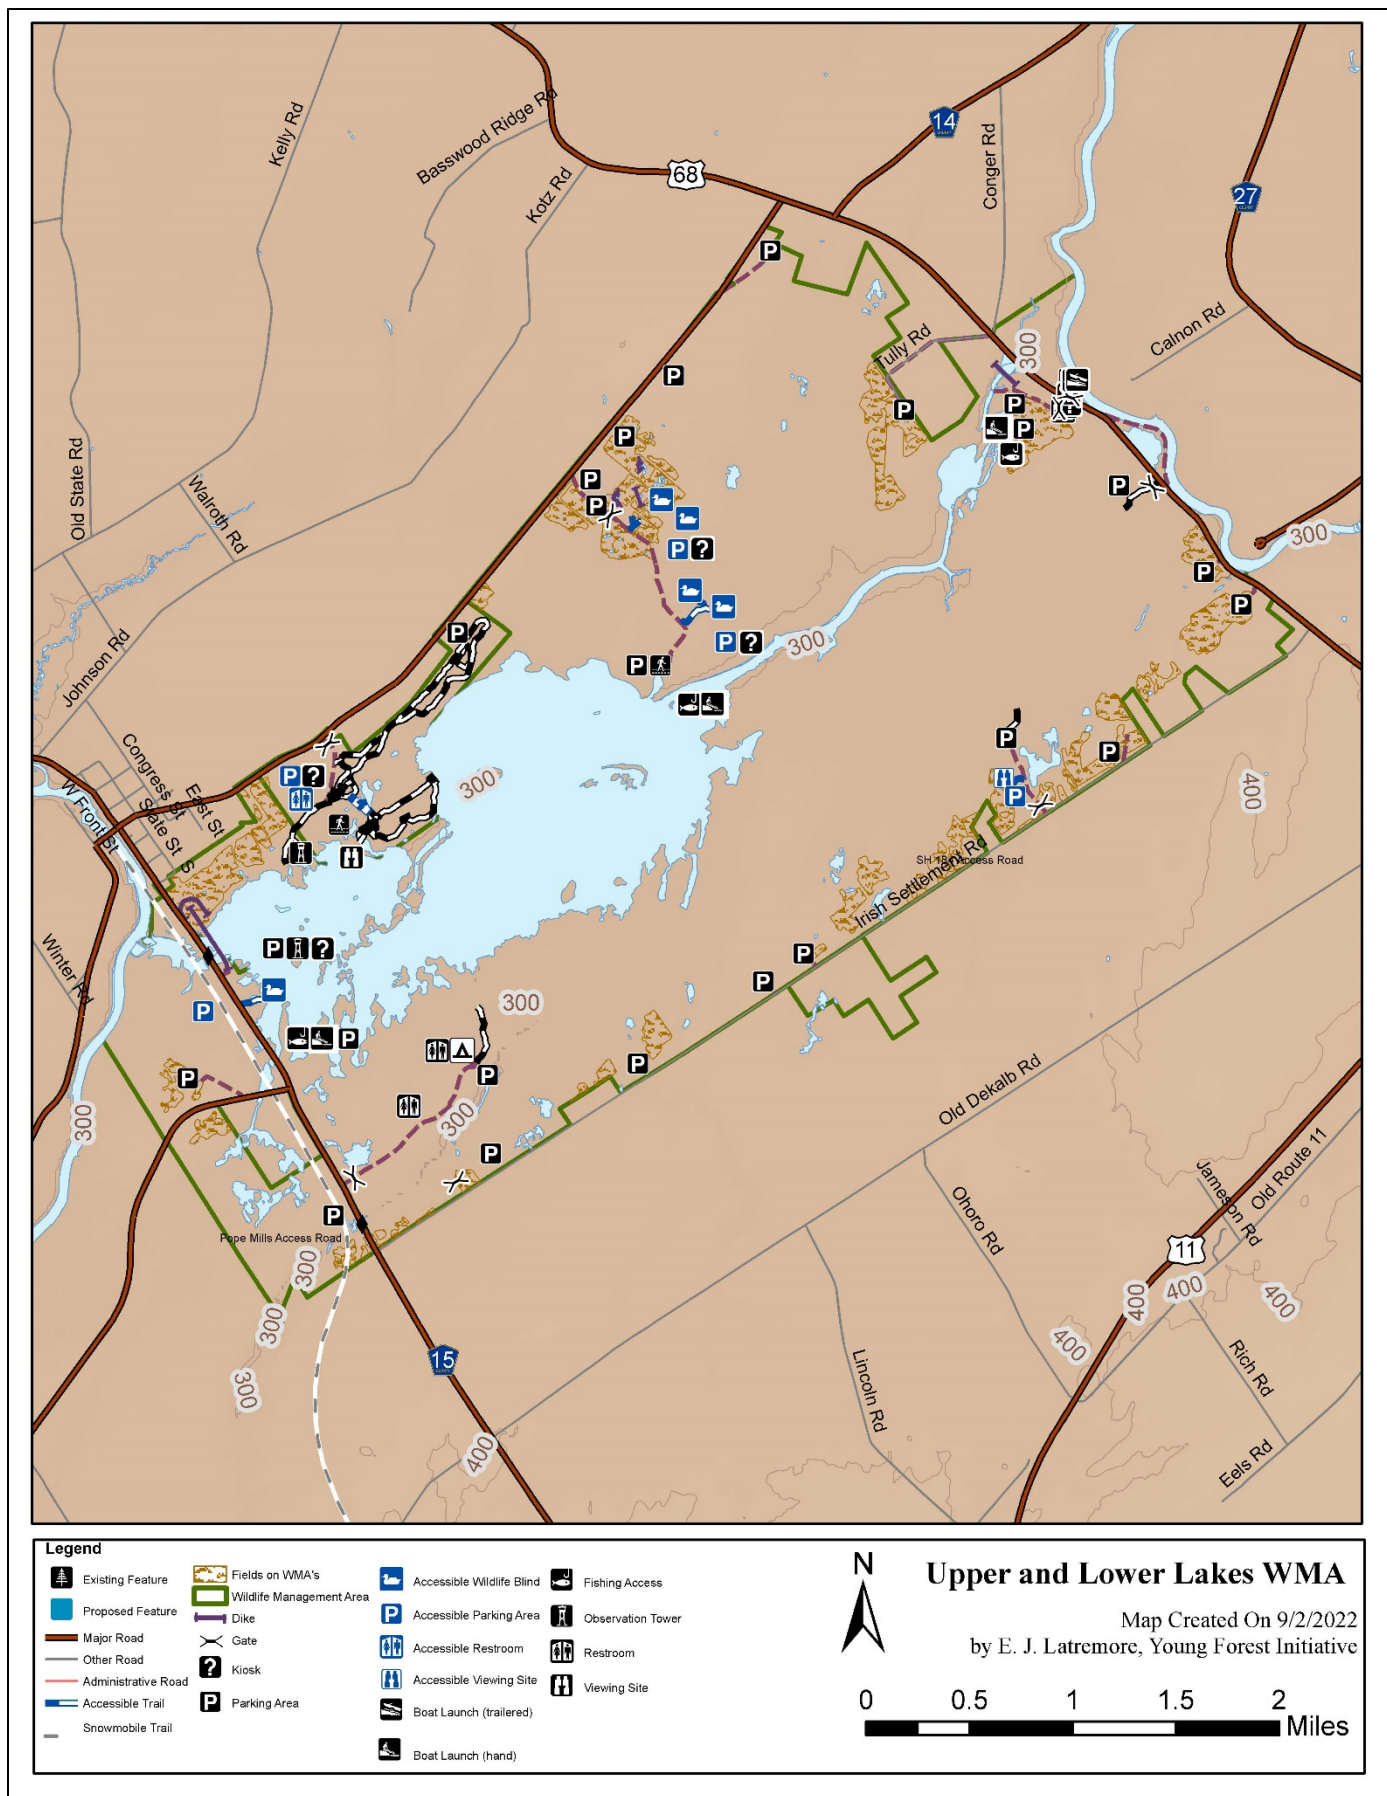 14
Kelly Rd
Basswood Ridge Rd
Conger Rd
68
Kotz Rd
27
P
Calnon Rd
300
Tully Rd
P
P
P
P
P
Old State Rd
P
P
P
Walroth Rd
P ?
300
P
P
Johnson Rd
P
P ?
300
P
Congress St
East St
P
P
300
P ?
400
W Front St
State St
S
P
SH 184 Access Road
Irish Settlement Rd
P ?
P
Winter Rd
P
300
P
P
P
P
P
Old Dekalb Rd
300
300
P
Old Route 11
Jameson Rd
Ohoro Rd
P
Pope Mills Access Road
11
300
400
400
400
300
400
Rich Rd
15
300
Lincoln Rd
400
Eels Rd
Legend
Existing Feature
Proposed Feature
Major Road
Other Road
Administrative Road
Accessible Trail
Snowmobile Trail
Fields on WMA's
Wildlife Management Area
Dike
Gate
? Kiosk
P Parking Area
Accessible Wildlife Blind
P Accessible Parking Area
Accessible Restroom
Accessible Viewing Site
Boat Launch (trailered)
Boat Launch (hand)
Fishing Access
Observation Tower
Restroom
Viewing Site
N
Upper and Lower Lakes WMA
Map Created On 9/2/2022
by E. J. Latremore, Young Forest Initiative
0 0.5 1 1.5 2
Miles